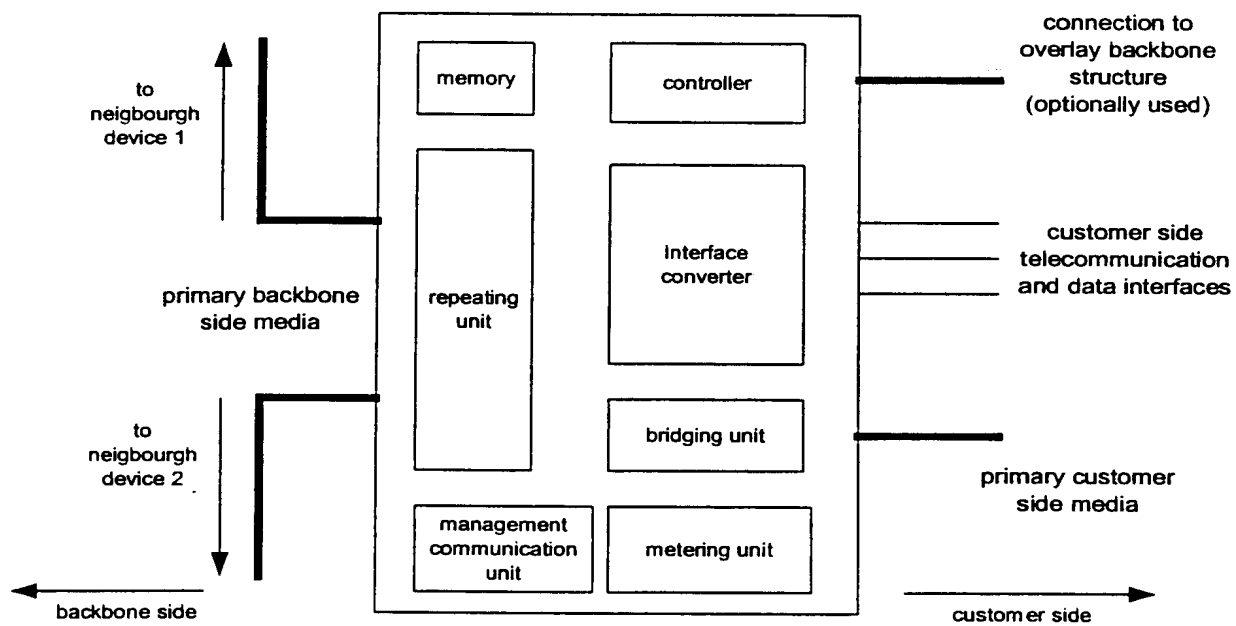 to
neigbourgh
device 1
primary backbone
side media
to
neigbourgh
device 2
backbone side
memory
controller
repeating
unit
interface
converter
bridging unit
management
communication
unit
metering unit
connection to
overlay backbone
structure
(optionally used)
customer side
telecommunication
and data interfaces
primary customer
side media
customer side